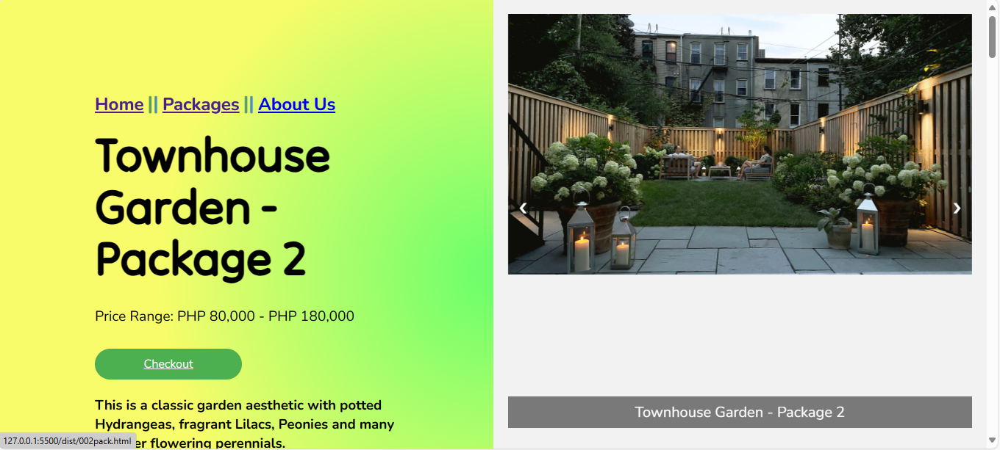 Home || Packages || About Us
Townhouse
Garden -
Package 2
Price Range: PHP 80,000 - PHP 180,000
Checkout
This is a classic garden aesthetic with potted
Hydrangeas, fragrant Lilacs, Peonies and many
flowering perennials.
127.0.0.1:5500/dist/002pack.html
❮ ❯
Townhouse Garden - Package 2